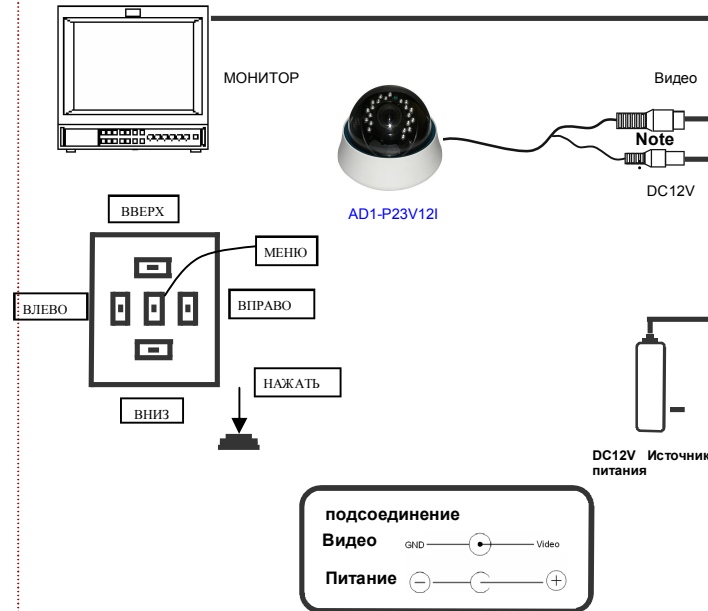 МОНИТОР
Видео
Note
DC12V
AD1-P23V12I
ВВЕРХ
МЕНЮ
ВЛЕВО
ВПРАВО
НАЖАТЬ
ВНИЗ
DC12V Источник
питания
подсоединение
Видео GND Video
Питание - +